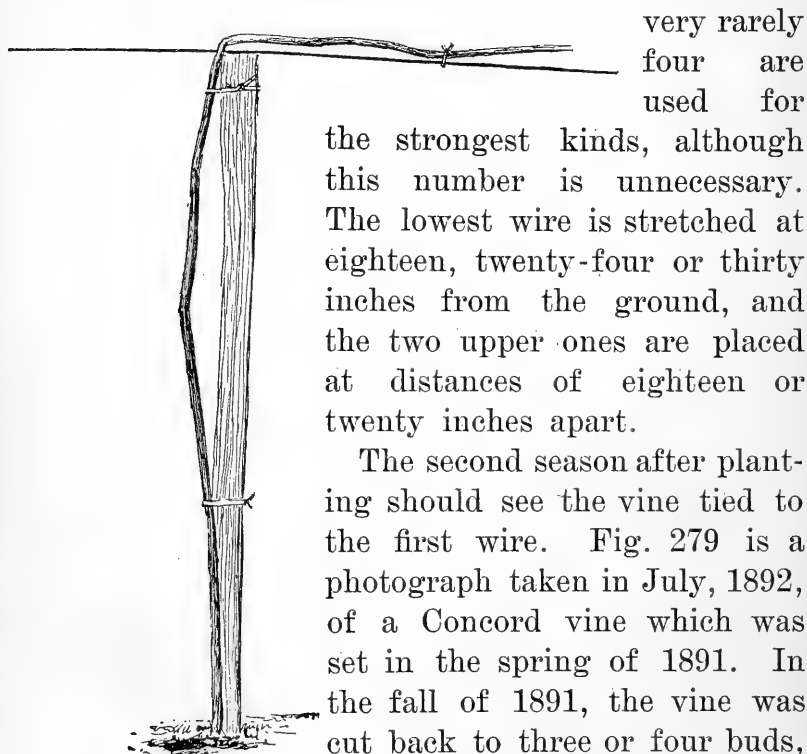 very rarely
four are
used for
the strongest kinds, although
this number is unnecessary.
The lowest wire is stretched at
eighteen, twenty-four or thirty
inches from the ground, and
the two upper ones are placed
at distances of eighteen or
twenty inches apart.
The second season after plant-
ing should see the vine tied to
the first wire. Fig. 279 is a
photograph taken in July, 1892,
of a Concord vine which was
set in the spring of 1891. In
the fall of 1891, the vine was
cut back to three or four buds,